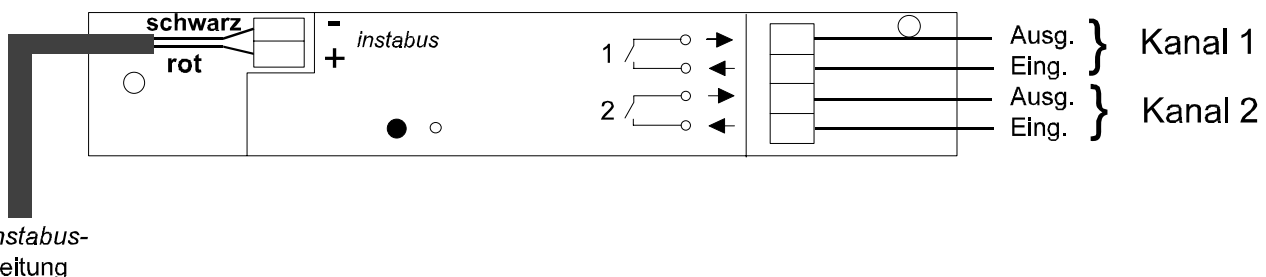 schwarz
rot
-
+
instabus
1
2
Ausg.
Eing.
Ausg.
Eing.
} Kanal 1
} Kanal 2
nstabus-
eitung